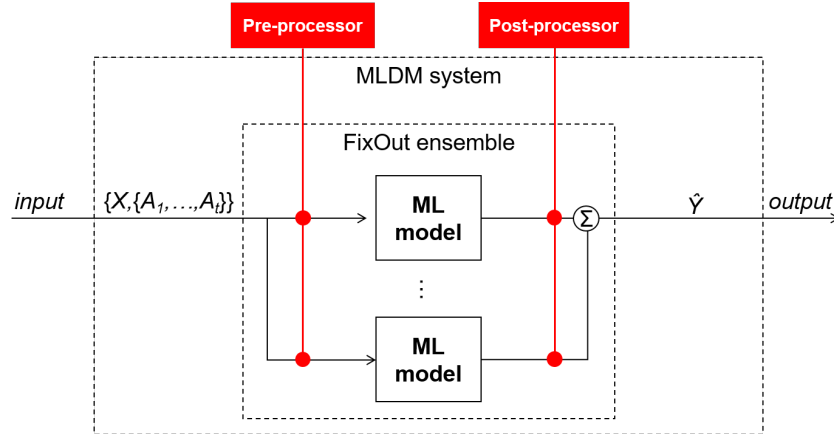 Pre-processor
Post-processor
MLDM system
FixOut ensemble
input
{X,{A₁,…,Aₜ}}
ML
model
Σ
Ŷ
output
⋮
ML
model